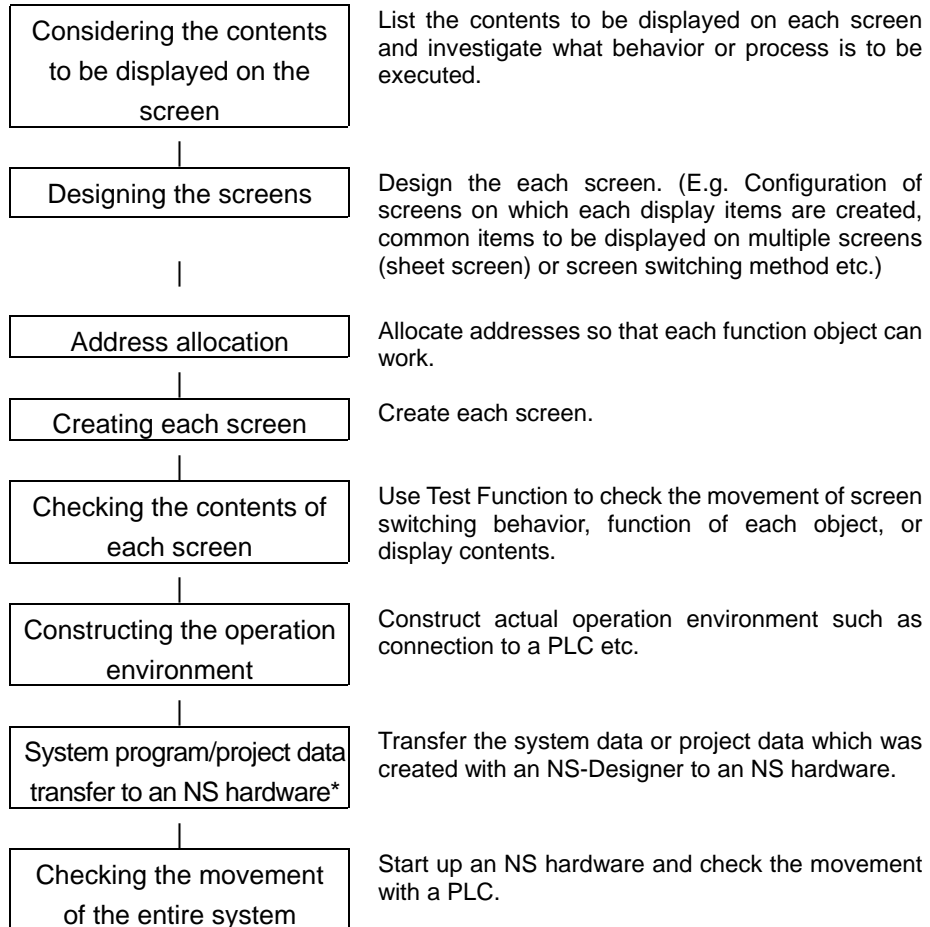 Considering the contents
to be displayed on the
screen
List the contents to be displayed on each screen
and investigate what behavior or process is to be
executed.
Designing the screens
Design the each screen. (E.g. Configuration of
screens on which each display items are created,
common items to be displayed on multiple screens
(sheet screen) or screen switching method etc.)
Address allocation
Allocate addresses so that each function object can
work.
Creating each screen
Create each screen.
Checking the contents of
each screen
Use Test Function to check the movement of screen
switching behavior, function of each object, or
display contents.
Constructing the operation
environment
Construct actual operation environment such as
connection to a PLC etc.
System program/project data
transfer to an NS hardware*
Transfer the system data or project data which was
created with an NS-Designer to an NS hardware.
Checking the movement
of the entire system
Start up an NS hardware and check the movement
with a PLC.